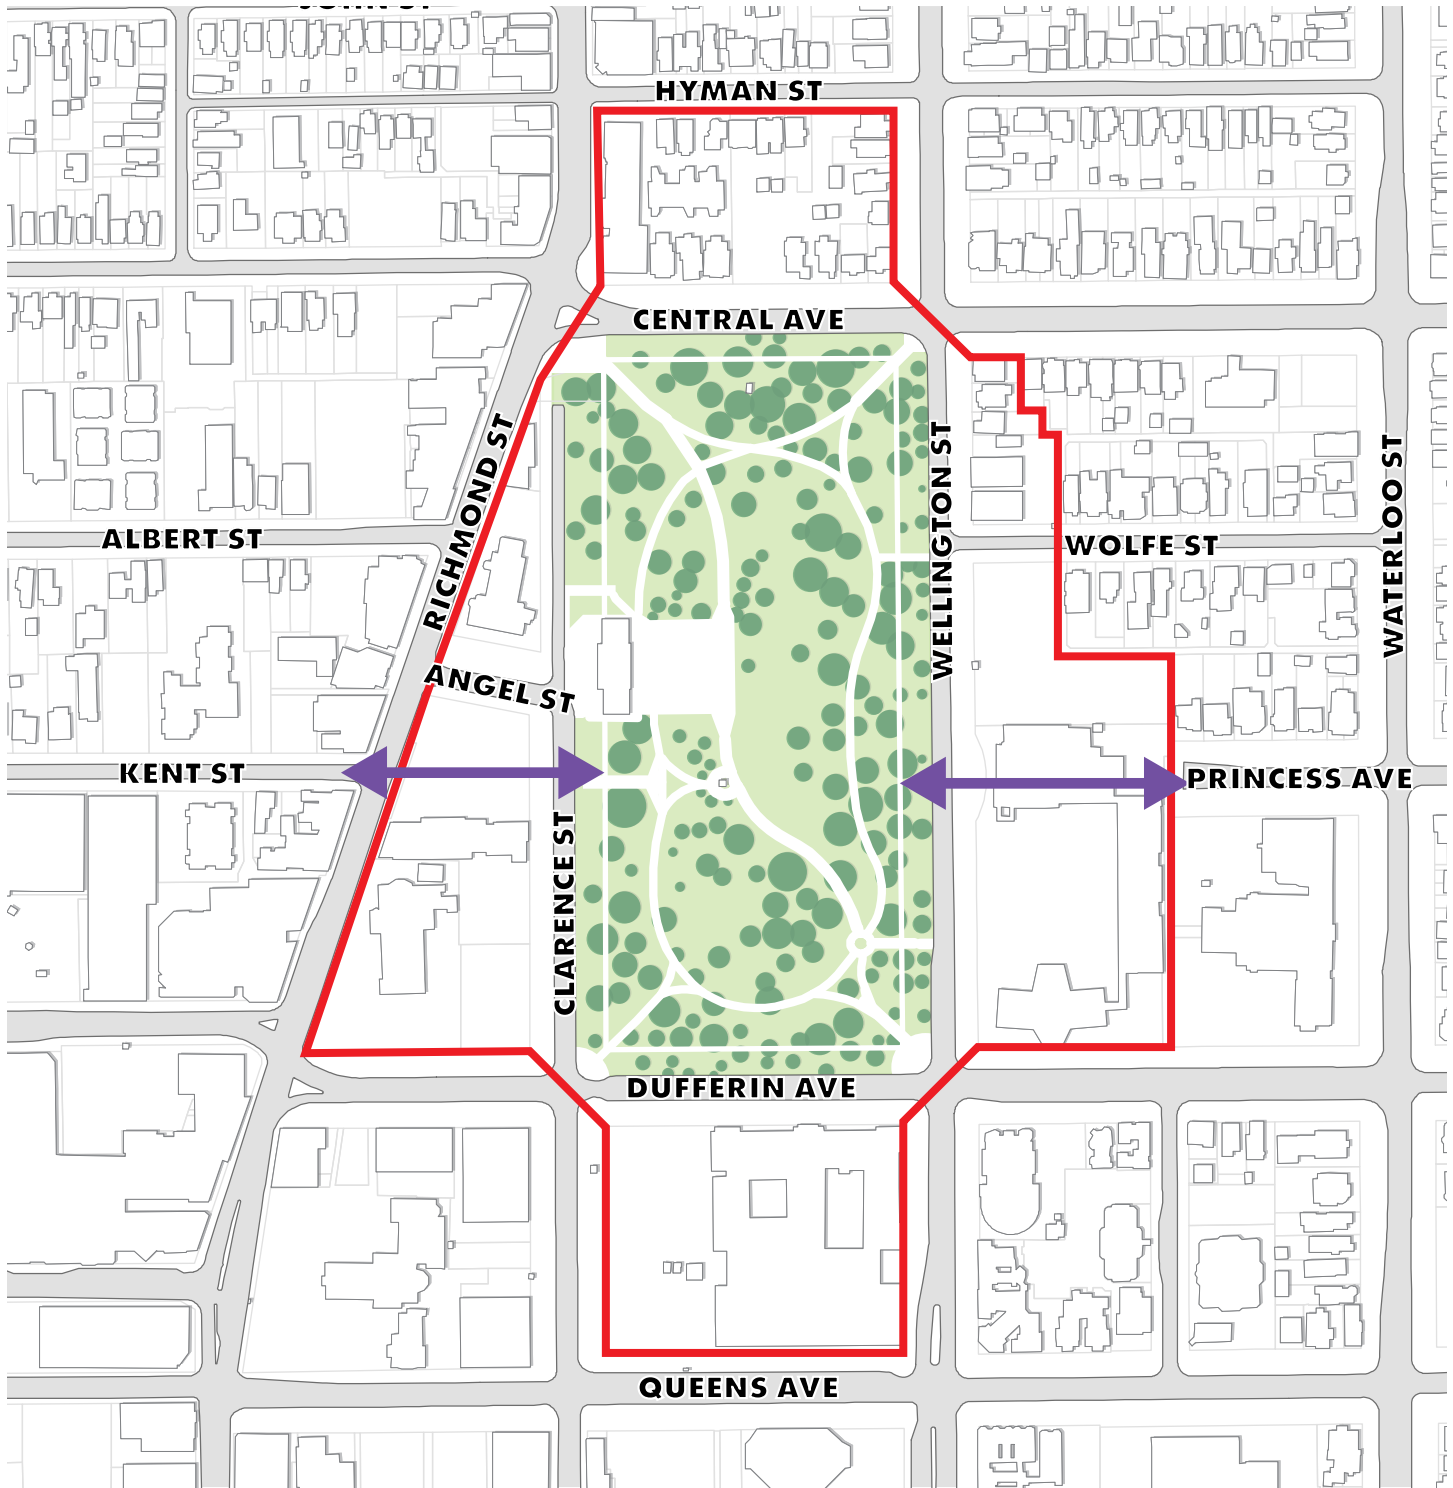 HYMAN ST
CENTRAL AVE
RICHMOND ST
WELLINGTON ST
WATERLOO ST
ALBERT ST
WOLFE ST
ANGEL ST
KENT ST
PRINCESS AVE
CLARENCE ST
DUFFERIN AVE
QUEENS AVE